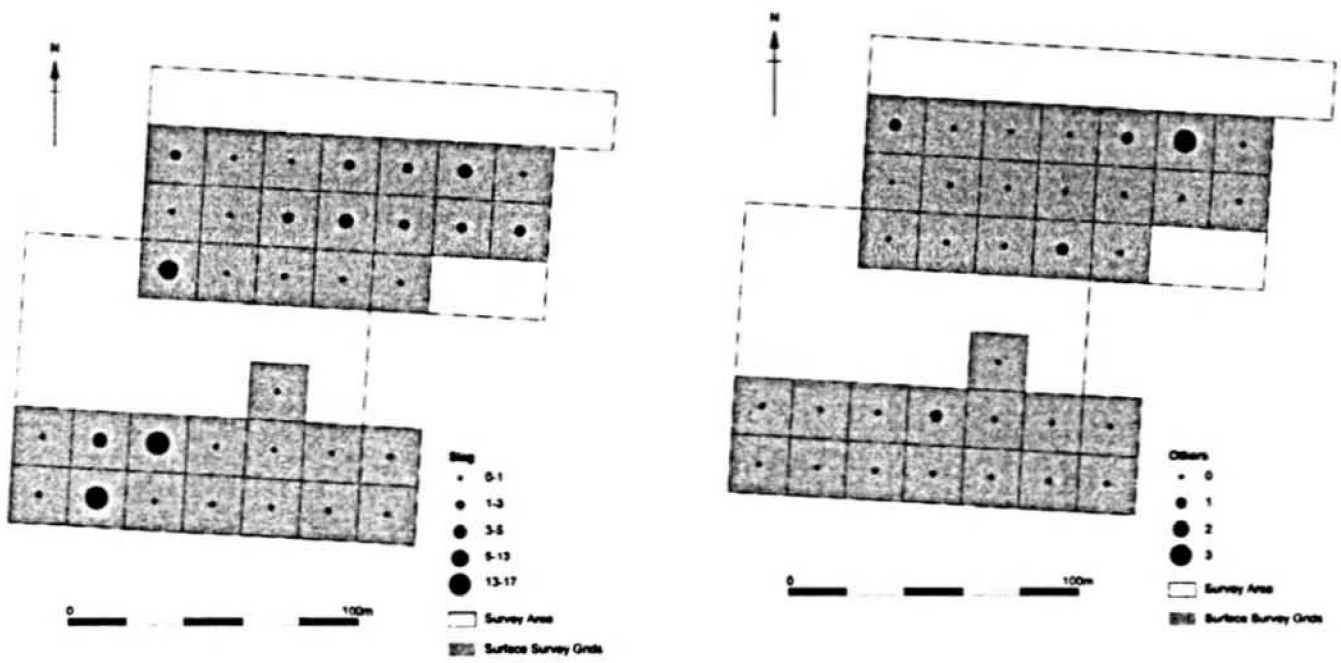 N
Slag
0-1
1-3
3-5
5-13
13-17
Survey Area
Surface Survey Grids
0 100m
N
Others
0
1
2
3
Survey Area
Surface Survey Grids
0 100m